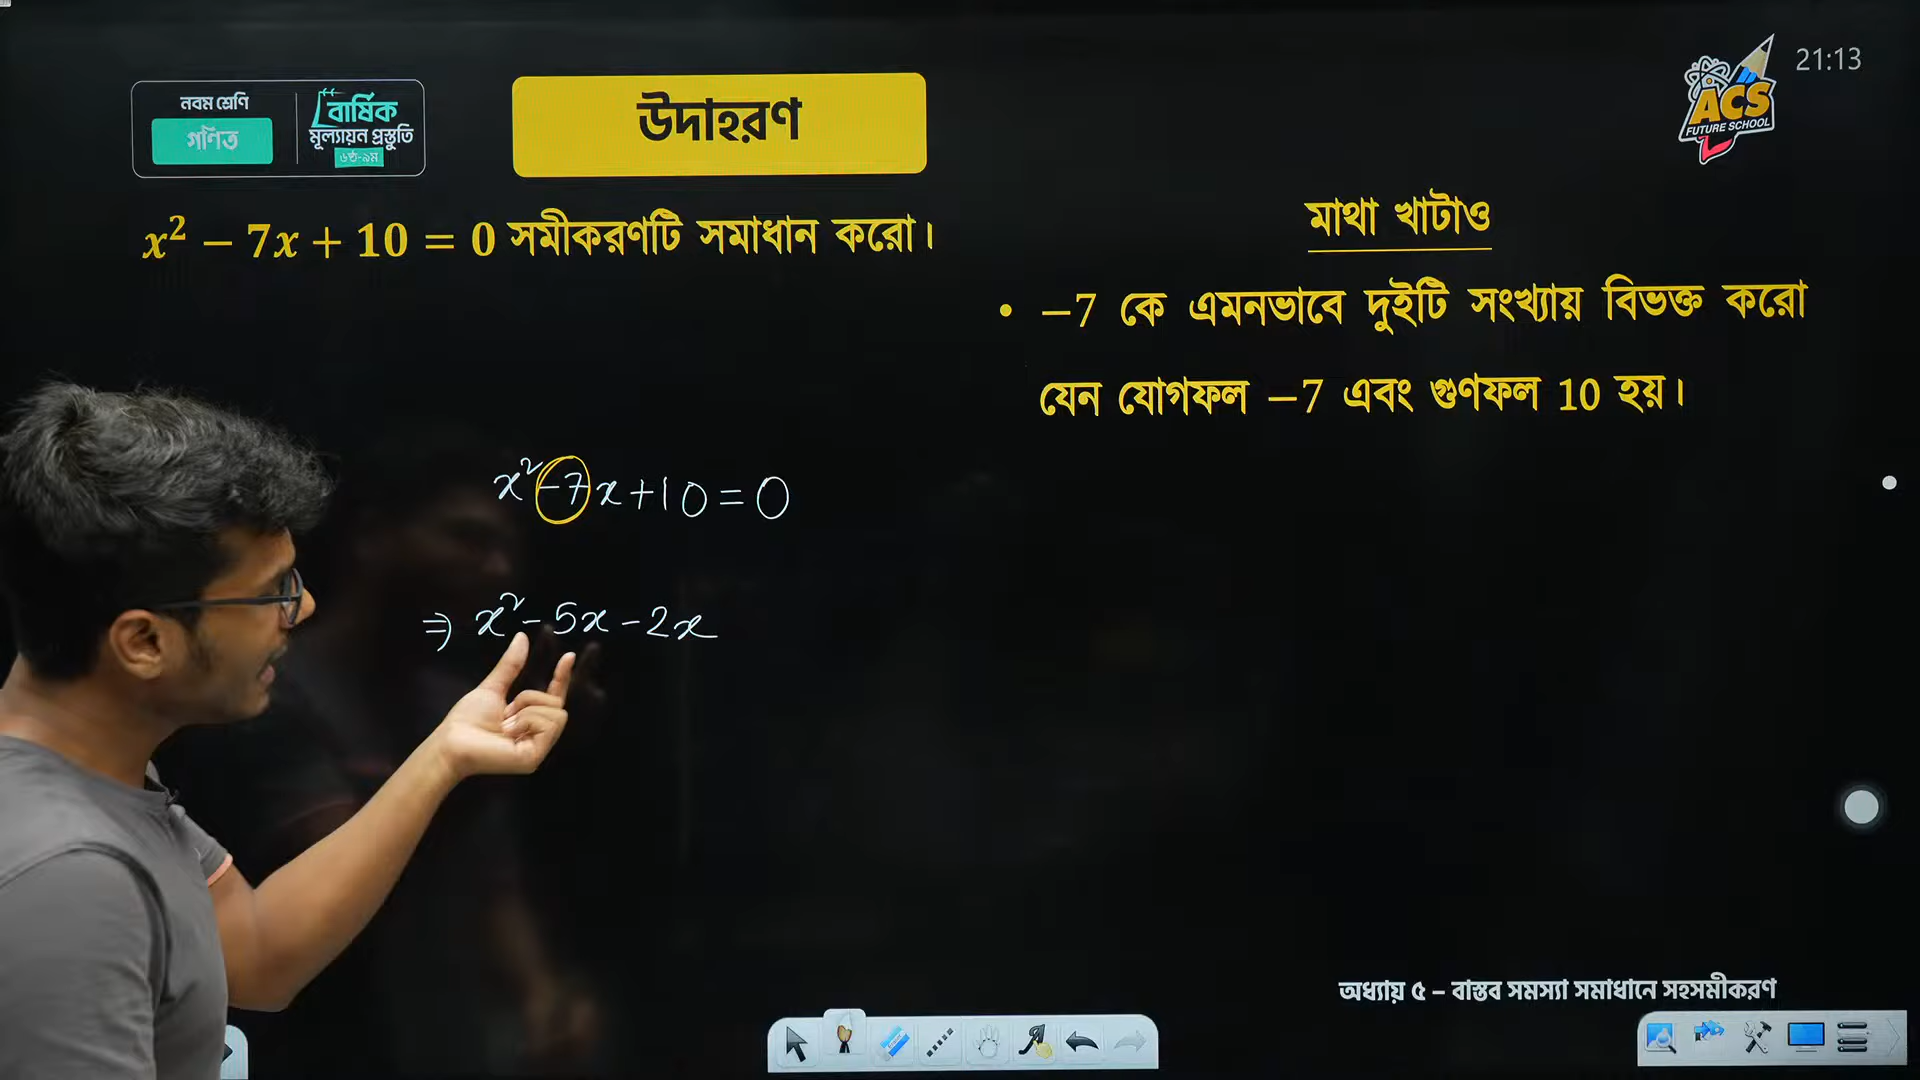 নবম শ্রেণি
গণিত
বার্ষিক
মূল্যায়ন প্রস্তুতি
৬ষ্ঠ-৯ম
উদাহরণ
ACS
FUTURE SCHOOL
21:13
x² − 7x + 10 = 0 সমীকরণটি সমাধান করো।
মাথা খাটাও
• −7 কে এমনভাবে দুইটি সংখ্যায় বিভক্ত করো
যেন যোগফল −7 এবং গুণফল 10 হয়।
x² − 7x + 10 = 0
⇒ x² − 5x − 2x
অধ্যায় ৫ – বাস্তব সমস্যা সমাধানে সহসমীকরণ